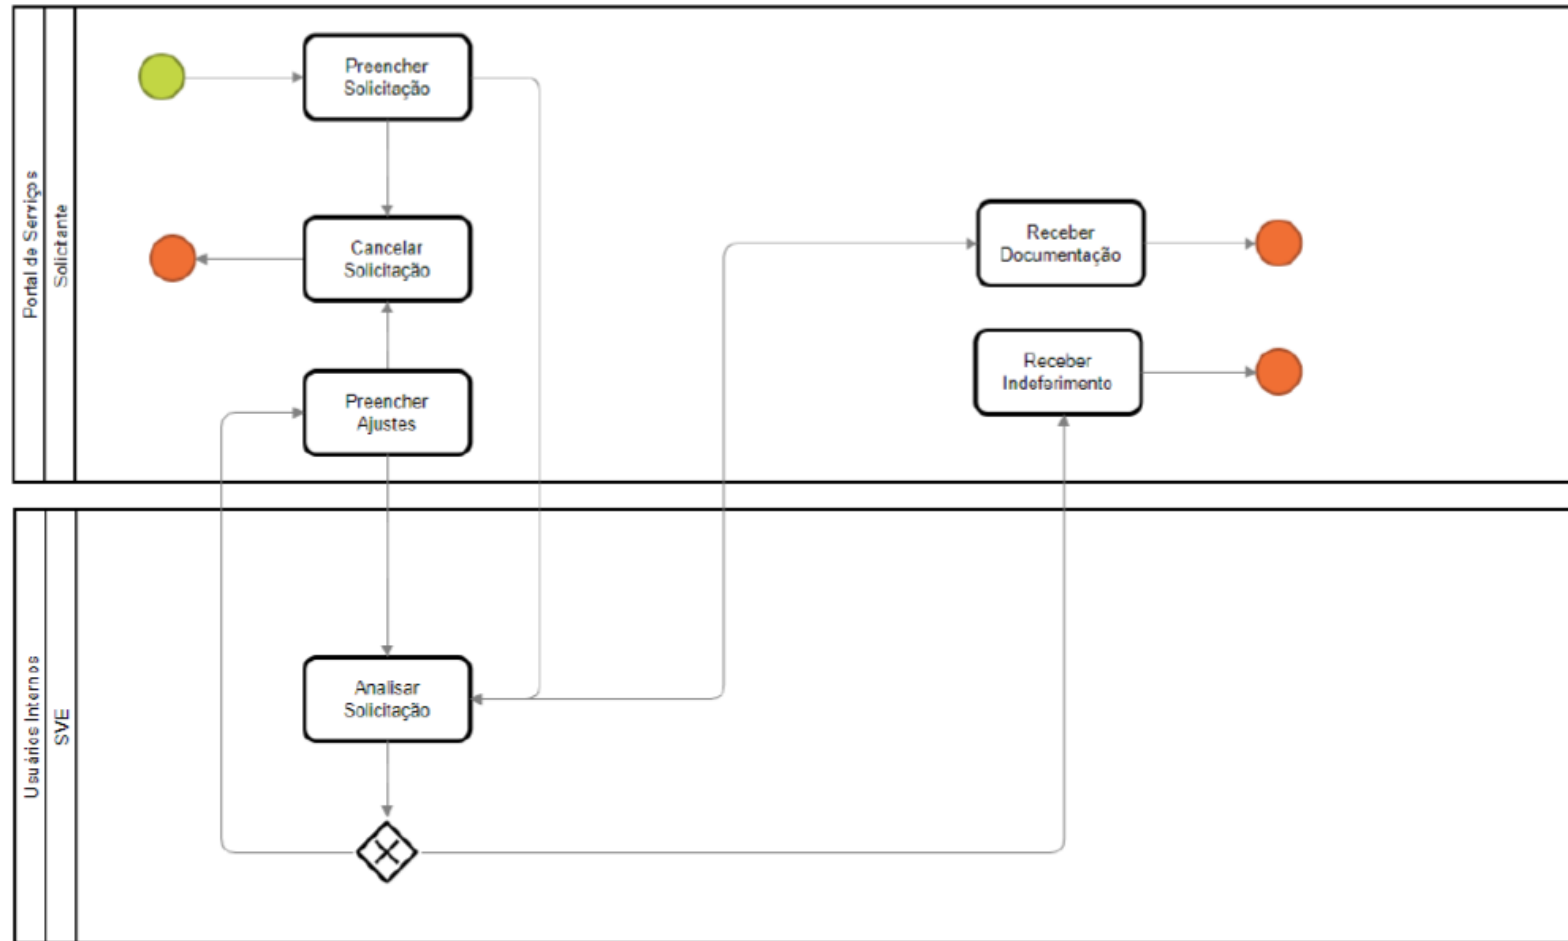 Portal de Serviços
Solicitante
Preencher
Solicitação
Cancelar
Solicitação
Preencher
Ajustes
Receber
Documentação
Receber
Indeferimento
Usuários Internos
SVE
Analisar
Solicitação